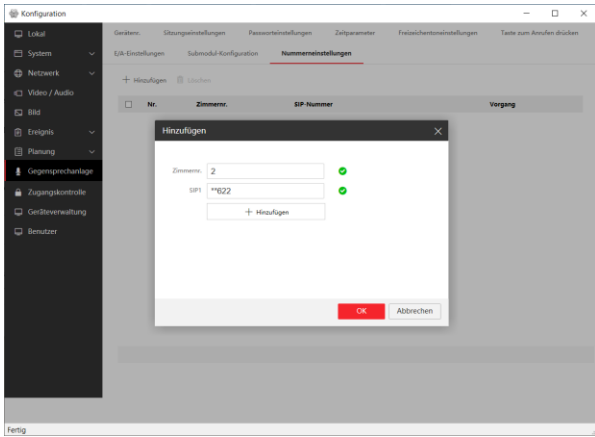 Konfiguration
Lokal
System
Netzwerk
Video / Audio
Bild
Ereignis
Planung
Gegensprechanlage
Zugangskontrolle
Geräteverwaltung
Benutzer
Gerätenr. Sitzungseinstellungen Passworteinstellungen Zeitparameter Freizeichentoneinstellungen Taste zum Anrufen drücken
E/A-Einstellungen Submodul-Konfiguration Nummerneinstellungen
+ Hinzufügen Löschen
Nr. Zimmernr. SIP-Nummer Vorgang
Hinzufügen
Zimmernr. 2
SIP1 **622
+ Hinzufügen
OK Abbrechen
Fertig